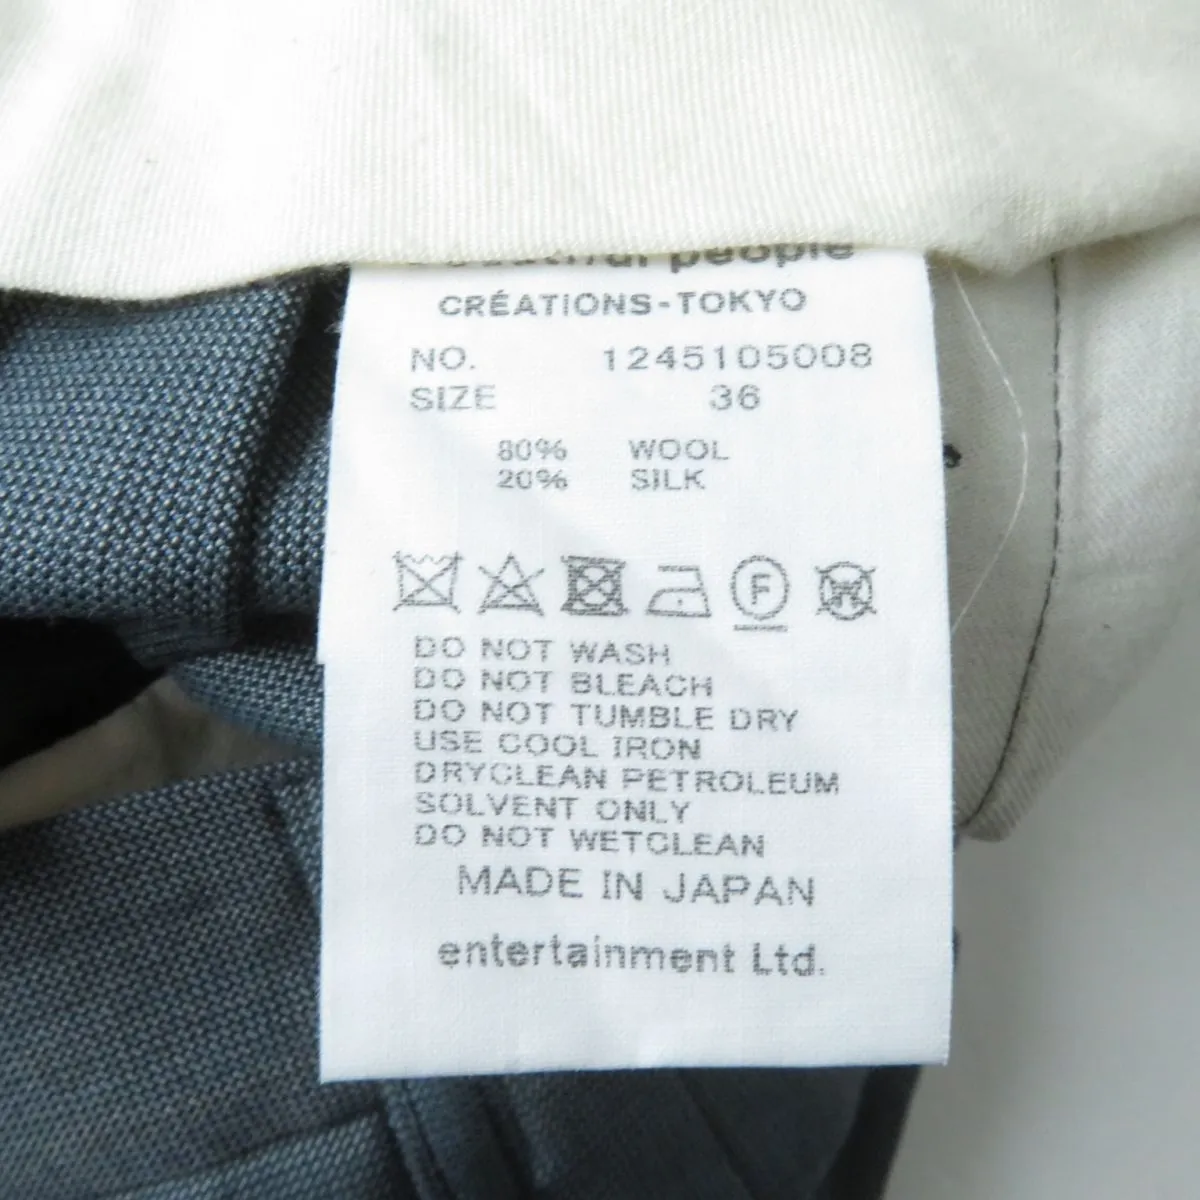 people
CRÉATIONS-TOKYO
NO. 1245105008
SIZE 36
80% WOOL
20% SILK
F
W
DO NOT WASH
DO NOT BLEACH
DO NOT TUMBLE DRY
USE COOL IRON
DRYCLEAN PETROLEUM
SOLVENT ONLY
DO NOT WETCLEAN
MADE IN JAPAN
entertainment Ltd.